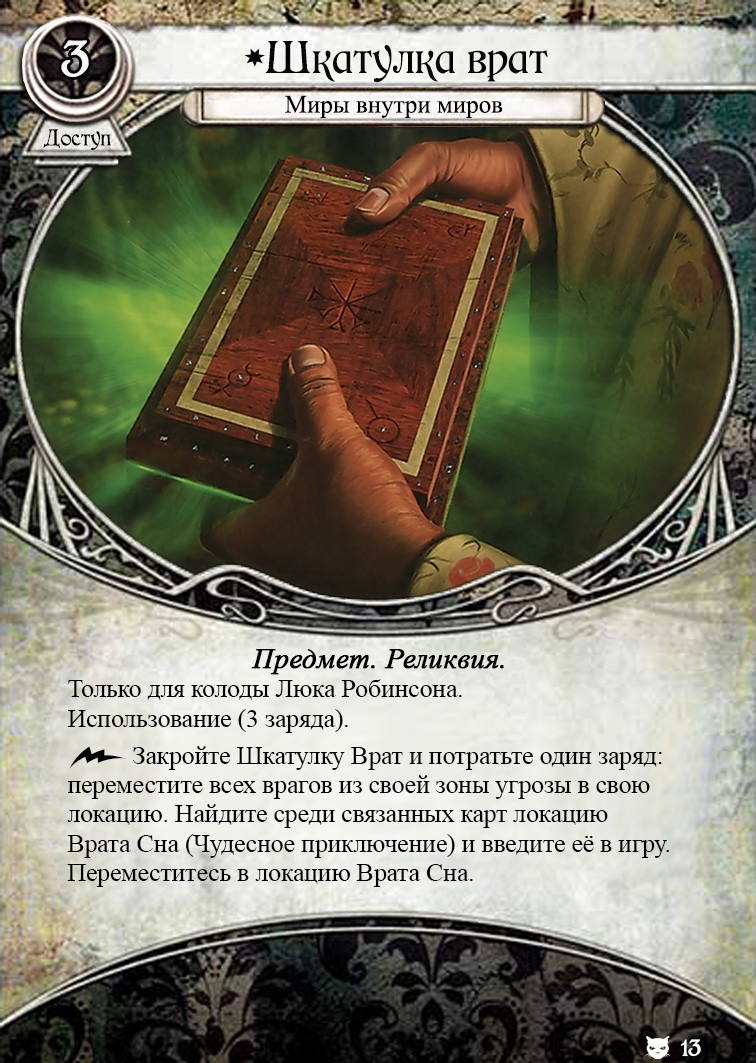 3
Шкатулка врат
Доступ
Миры внутри миров
Предмет. Реликвия.
Только для колоды Люка Робинсона.
Использование (3 заряда).
Закройте Шкатулку Врат и потратьте один заряд:
переместите всех врагов из своей зоны угрозы в свою
локацию. Найдите среди связанных карт локацию
Врата Сна (Чудесное приключение) и введите её в игру.
Переместитесь в локацию Врата Сна.
13